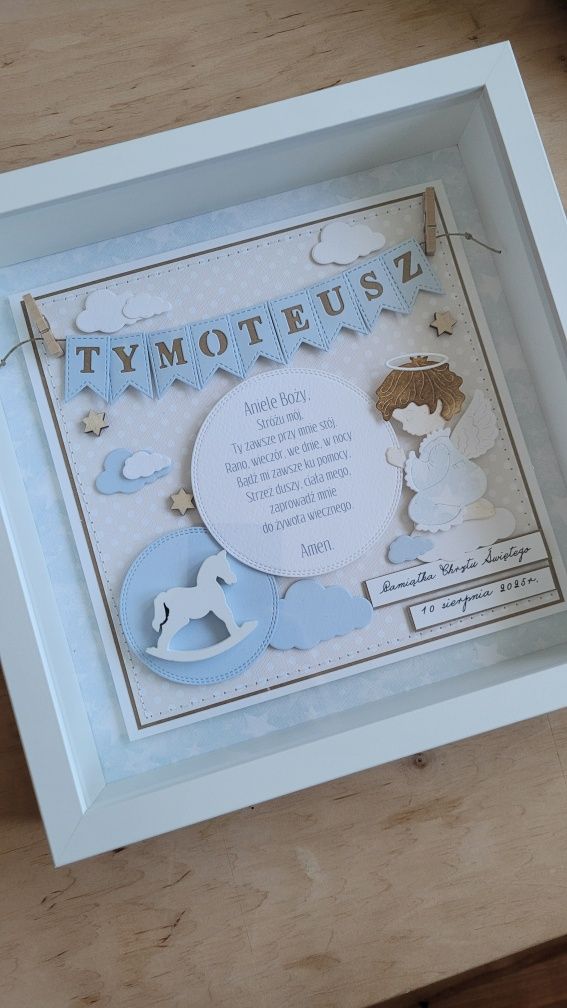 TYMOTEUSZ
Aniele Boży,
Stróżu mój,
Ty zawsze przy mnie stój.
Rano, wieczór, we dnie, w nocy
Bądź mi zawsze ku pomocy.
Strzeż duszy, ciała mego,
zaprowadź mnie
do żywota wiecznego.
Amen.
Pamiątka Chrztu Świętego
10 sierpnia 2025r.